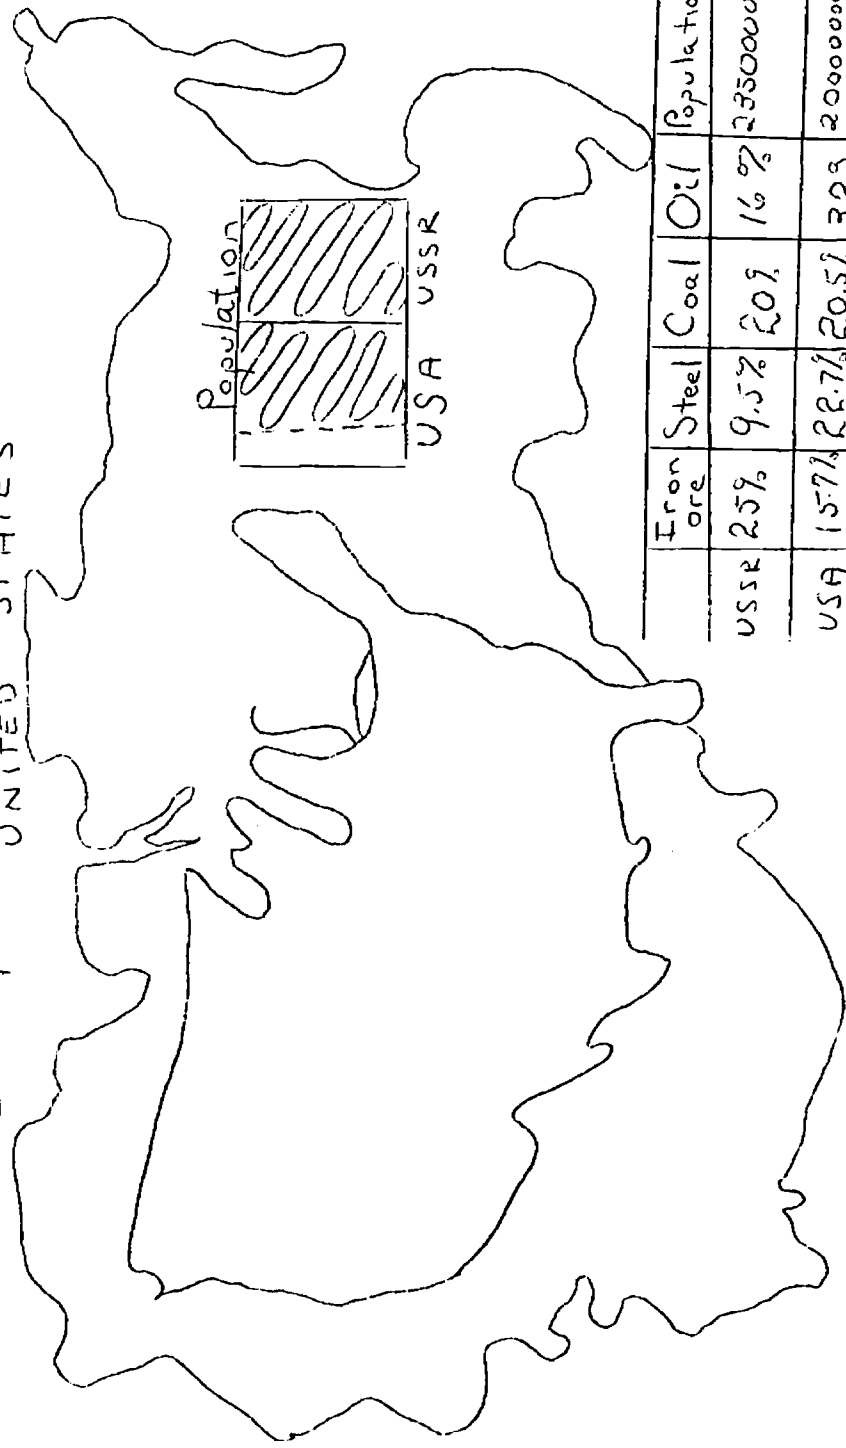 UNITED STATES
Population
USA USSR
Iron ore Steel Coal Oil
USSR 25% 9.5% 20% 16%
USA 15.7% 22.7% 20.5%